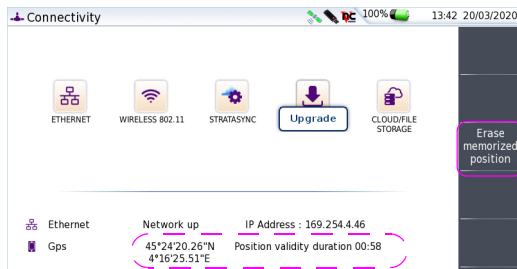 Connectivity
100%
13:42 20/03/2020
ETHERNET
WIRELESS 802.11
STRATASYNC
Upgrade
CLOUD/FILE
STORAGE
Erase
memorized
position
Ethernet
Network up
IP Address : 169.254.4.46
Gps
45°24'20.26"N
Position validity duration 00:58
4°16'25.51"E